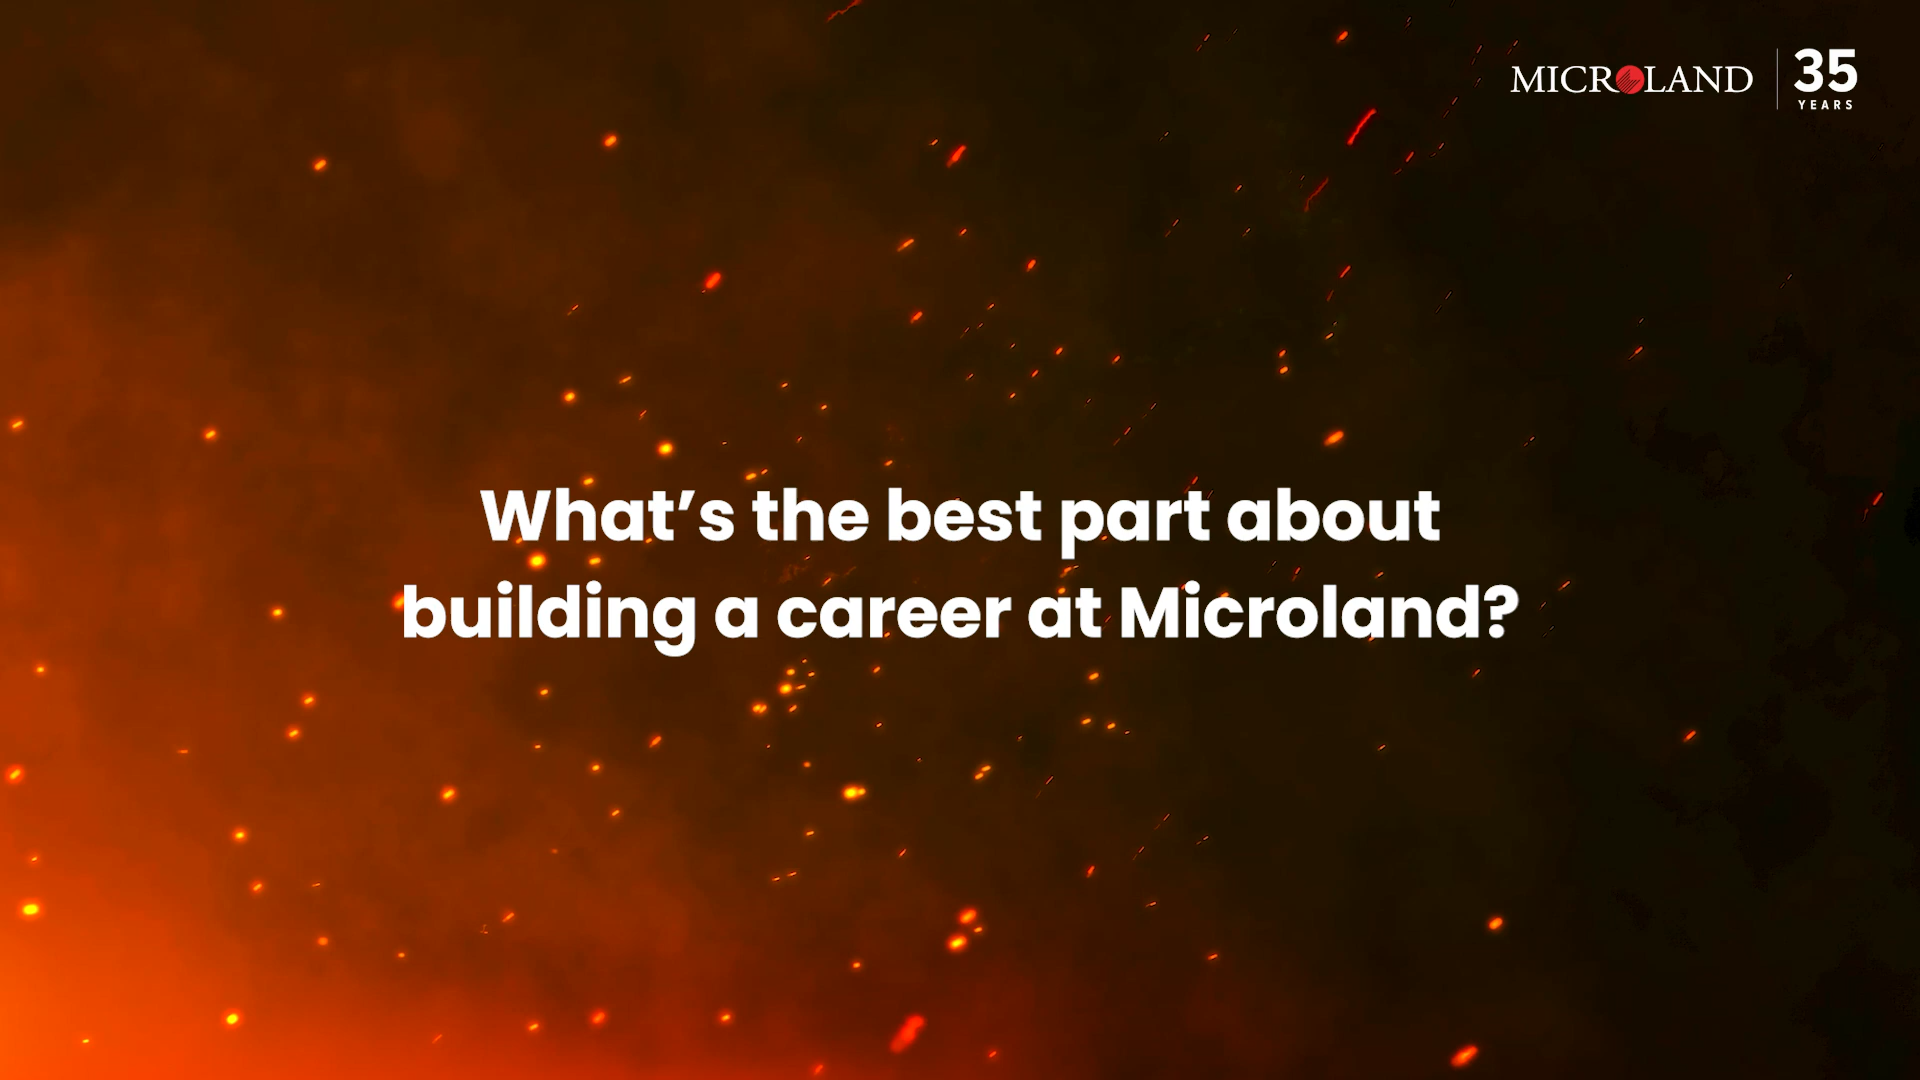 MICROLAND
35
YEARS
What’s the best part about
building a career at Microland?